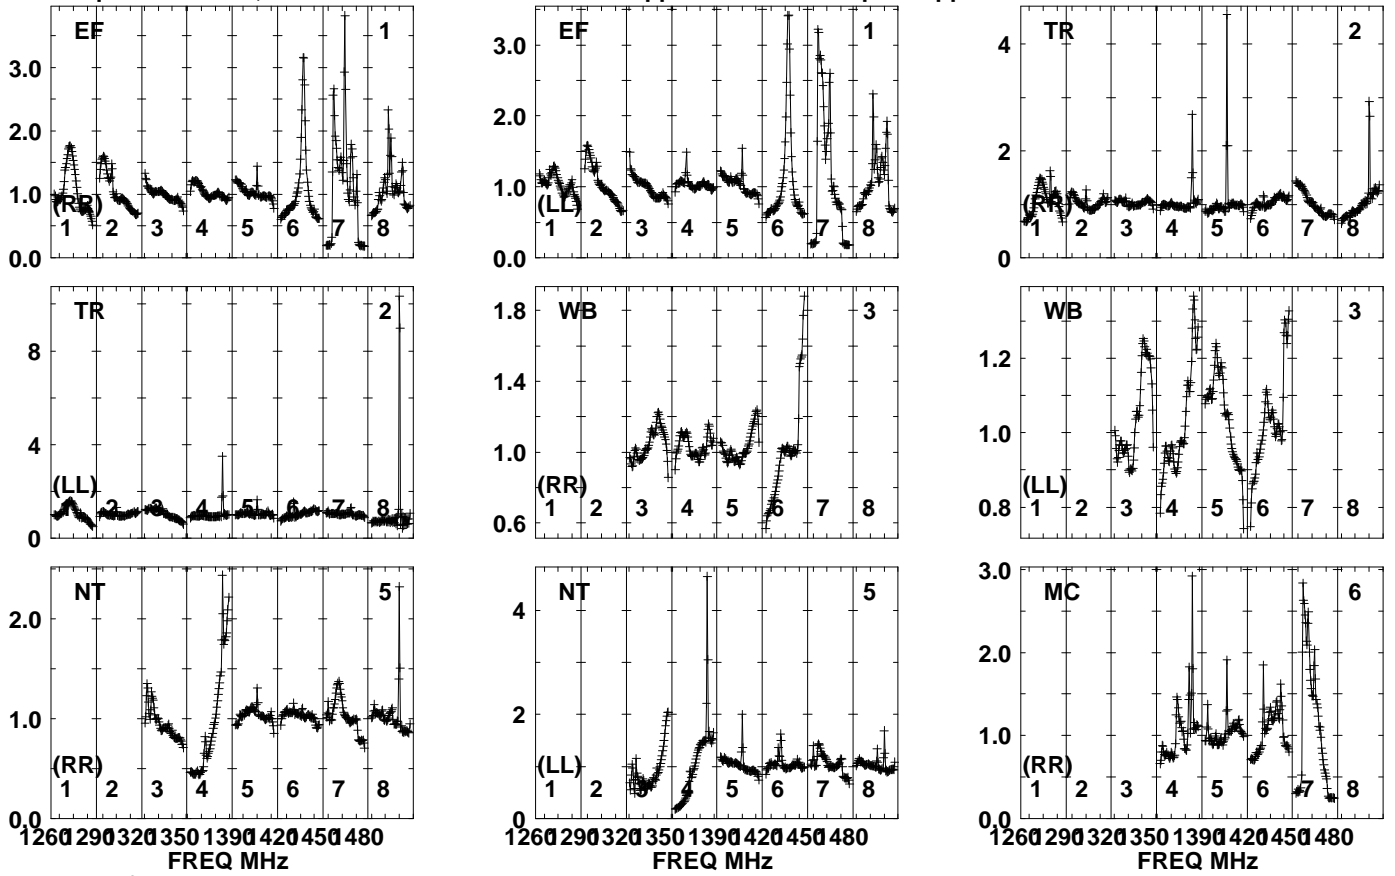 EF 1 EF 1 TR 2
3.0 3.0 4
2.0 2.0 2
1.0 1.0
(RR) (LL) (RR)
1 2 3 4 5 6 7 8 1 2 3 4 5 6 7 8 1 2 3 4 5 6 7 8
0.0 0.0 0
TR 2 WB 3 WB 3
8 1.8 1.2
4 1.4 1.0
1.0
(LL) (RR) (LL)
1 2 3 4 5 6 7 8 1 2 3 4 5 6 7 8 1 2 3 4 5 6 7 8
0 0.6 0.8
NT 5 NT 5 MC 6
2.0 4 3.0
1.0 2 2.0
1.0
(RR) (LL) (RR)
1 2 3 4 5 6 7 8 1 2 3 4 5 6 7 8 1 2 3 4 5 6 7 8
0.0 0 0.0
1260 1290 1320 1350 1390 1420 1450 1480 1260 1290 1320 1350 1390 1420 1450 1480 1260 1290 1320 1350 1390 1420 1450 1480
FREQ MHz FREQ MHz FREQ MHz